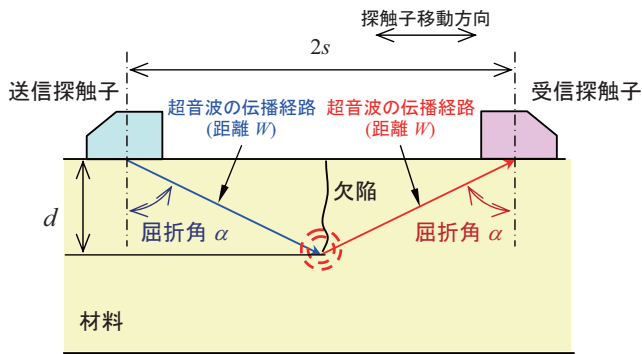 探触子移動方向
2s
送信探触子
受信探触子
超音波の伝播経路
(距離 W)
超音波の伝播経路
(距離 W)
d
欠陥
屈折角 α
屈折角 α
材料